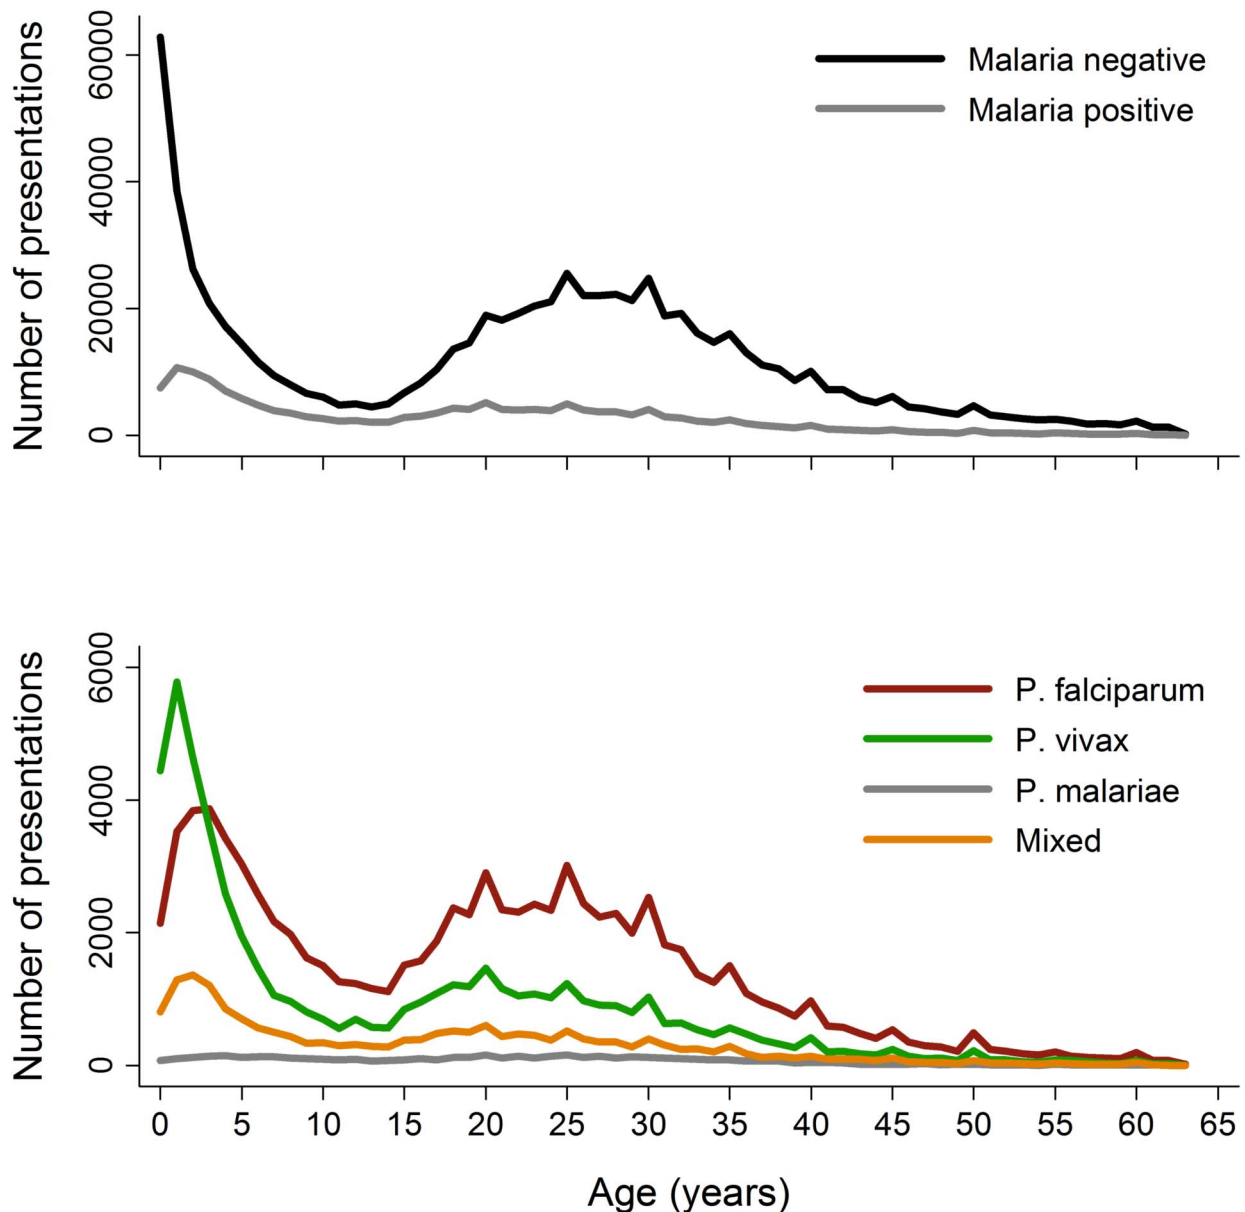 Number of presentations
60000
40000
20000
0
Malaria negative
Malaria positive
Number of presentations
6000
4000
2000
0
P. falciparum
P. vivax
P. malariae
Mixed
0 5 10 15 20 25 30 35 40 45 50 55 60 65
Age (years)